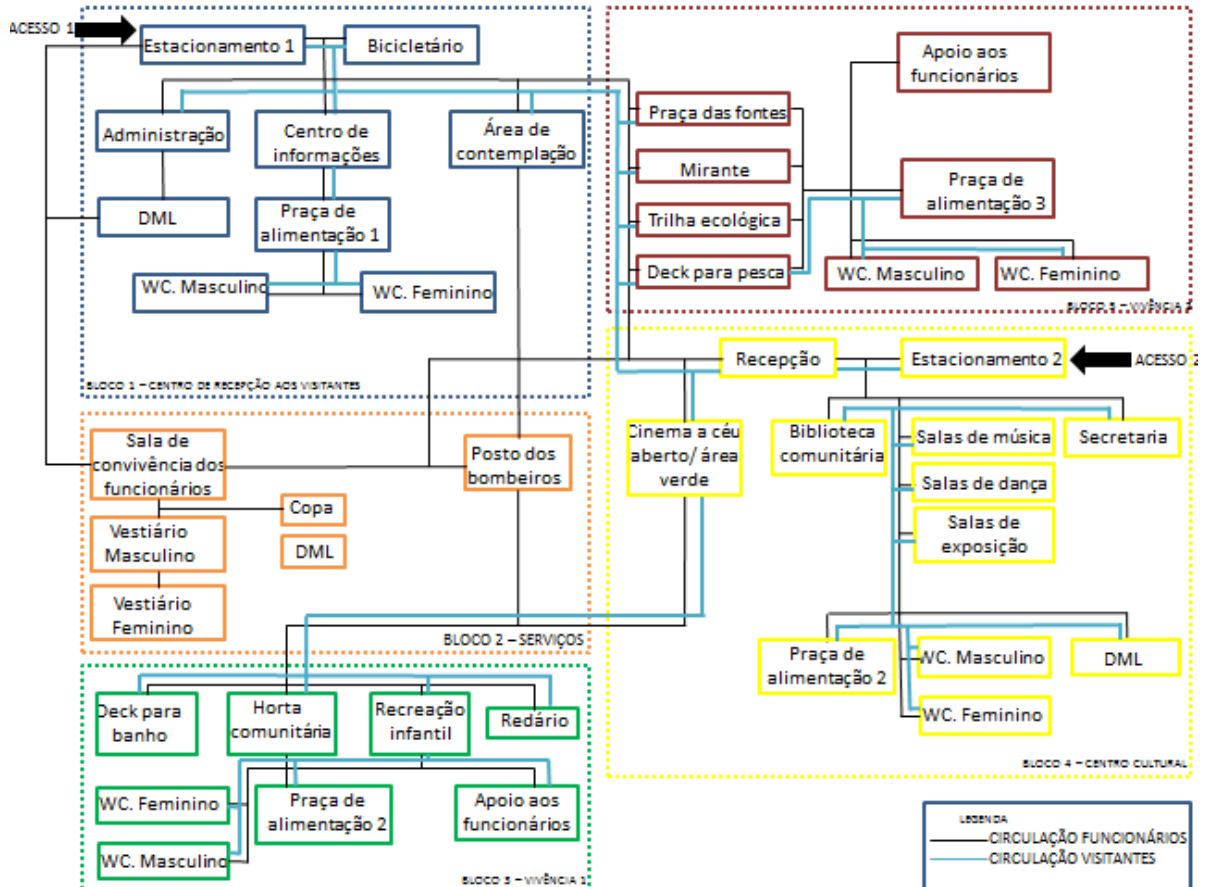 ACESSO 1
Estacionamento 1
Bicicletário
Administração
Centro de
informações
Área de
contemplação
DML
Praça de
alimentação 1
WC. Masculino
WC. Feminino
BLOCO 1 – CENTRO DE RECEPÇÃO AOS VISITANTES
Apoio aos
funcionários
Praça das fontes
Mirante
Trilha ecológica
Deck para pesca
Praça de
alimentação 3
WC. Masculino
WC. Feminino
BLOCO 5 – VIVÊNCIA 2
Sala de
convivência dos
funcionários
Posto dos
bombeiros
Copa
DML
Vestiário
Masculino
Vestiário
Feminino
BLOCO 2 – SERVIÇOS
Recepção
Estacionamento 2
ACESSO 2
Cinema a céu
aberto/ área
verde
Biblioteca
comunitária
Salas de música
Secretaria
Salas de dança
Salas de
exposição
Praça de
alimentação 2
WC. Masculino
DML
WC. Feminino
BLOCO 4 – CENTRO CULTURAL
Deck para
banho
Horta
comunitária
Recreação
infantil
Redário
WC. Feminino
Praça de
alimentação 2
Apoio aos
funcionários
WC. Masculino
BLOCO 3 – VIVÊNCIA 1
LEGENDA
CIRCULAÇÃO FUNCIONÁRIOS
CIRCULAÇÃO VISITANTES